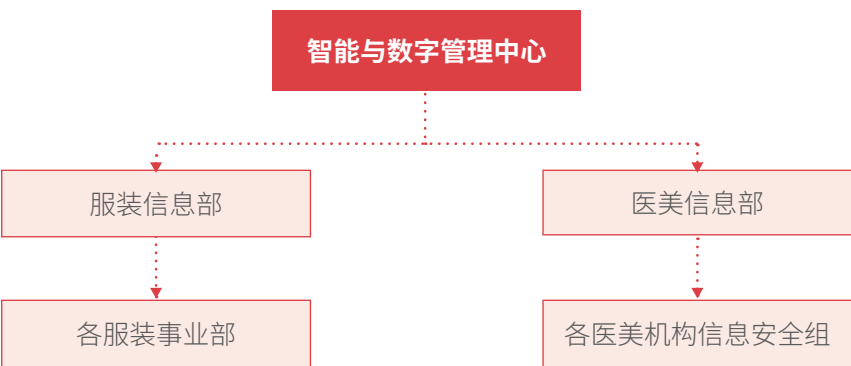 智能与数字管理中心
服装信息部
医美信息部
各服装事业部
各医美机构信息安全组